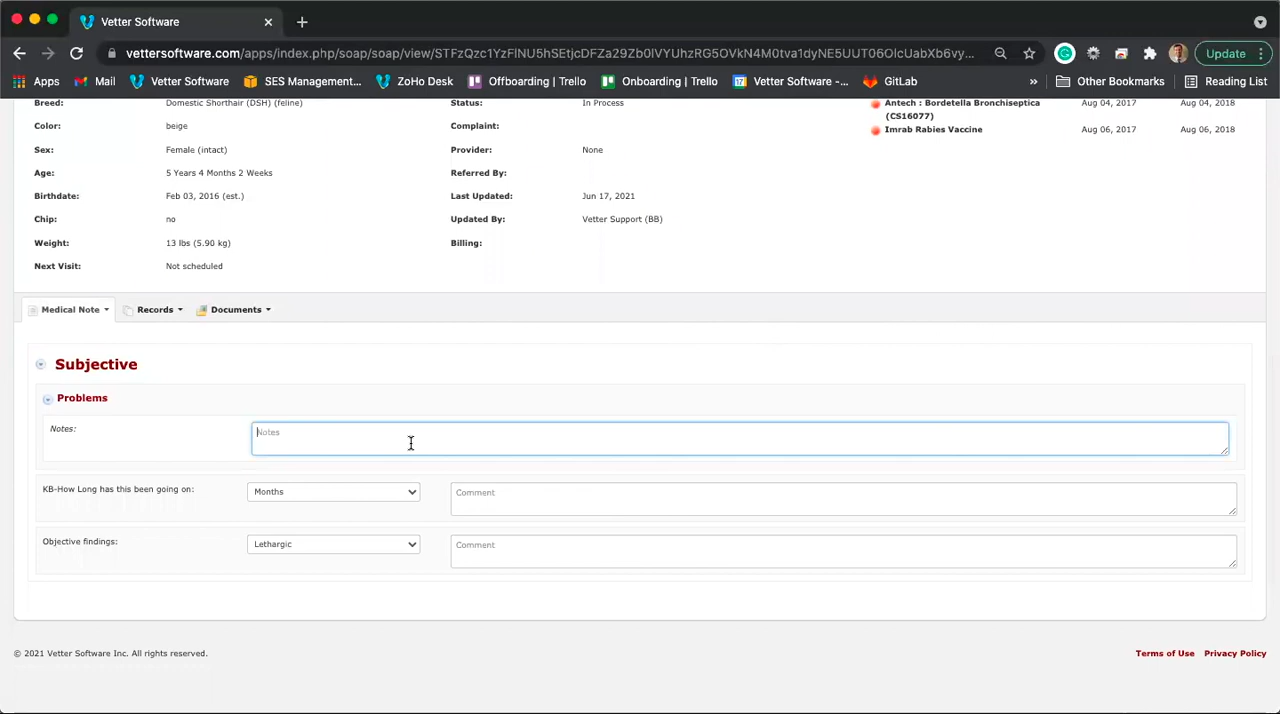 Vetter Software
vettersoftware.com/apps/index.php/soap/soap/view/STFzQzc1YzFlNU5hSEtjcDFZa29Zb0lVYUhzRG5OVkN4M0tva1dyNE5UUT06OlcUabXb6vy...
Update
Apps Mail Vetter Software SES Management... ZoHo Desk Offboarding | Trello Onboarding | Trello Vetter Software -... GitLab » Other Bookmarks Reading List
Breed: Domestic Shorthair (DSH) (feline) Status: In Process Antech : Bordetella Bronchiseptica Aug 04, 2017 Aug 04, 2018
(CS16077)
Color: beige Complaint: Imrab Rabies Vaccine Aug 06, 2017 Aug 06, 2018
Sex: Female (intact) Provider: None
Age: 5 Years 4 Months 2 Weeks Referred By:
Birthdate: Feb 03, 2016 (est.) Last Updated: Jun 17, 2021
Chip: no Updated By: Vetter Support (BB)
Weight: 13 lbs (5.90 kg) Billing:
Next Visit: Not scheduled
Medical Note Records Documents
Subjective
Problems
Notes: Notes
KB-How Long has this been going on: Months Comment
Objective findings: Lethargic Comment
© 2021 Vetter Software Inc. All rights reserved. Terms of Use Privacy Policy